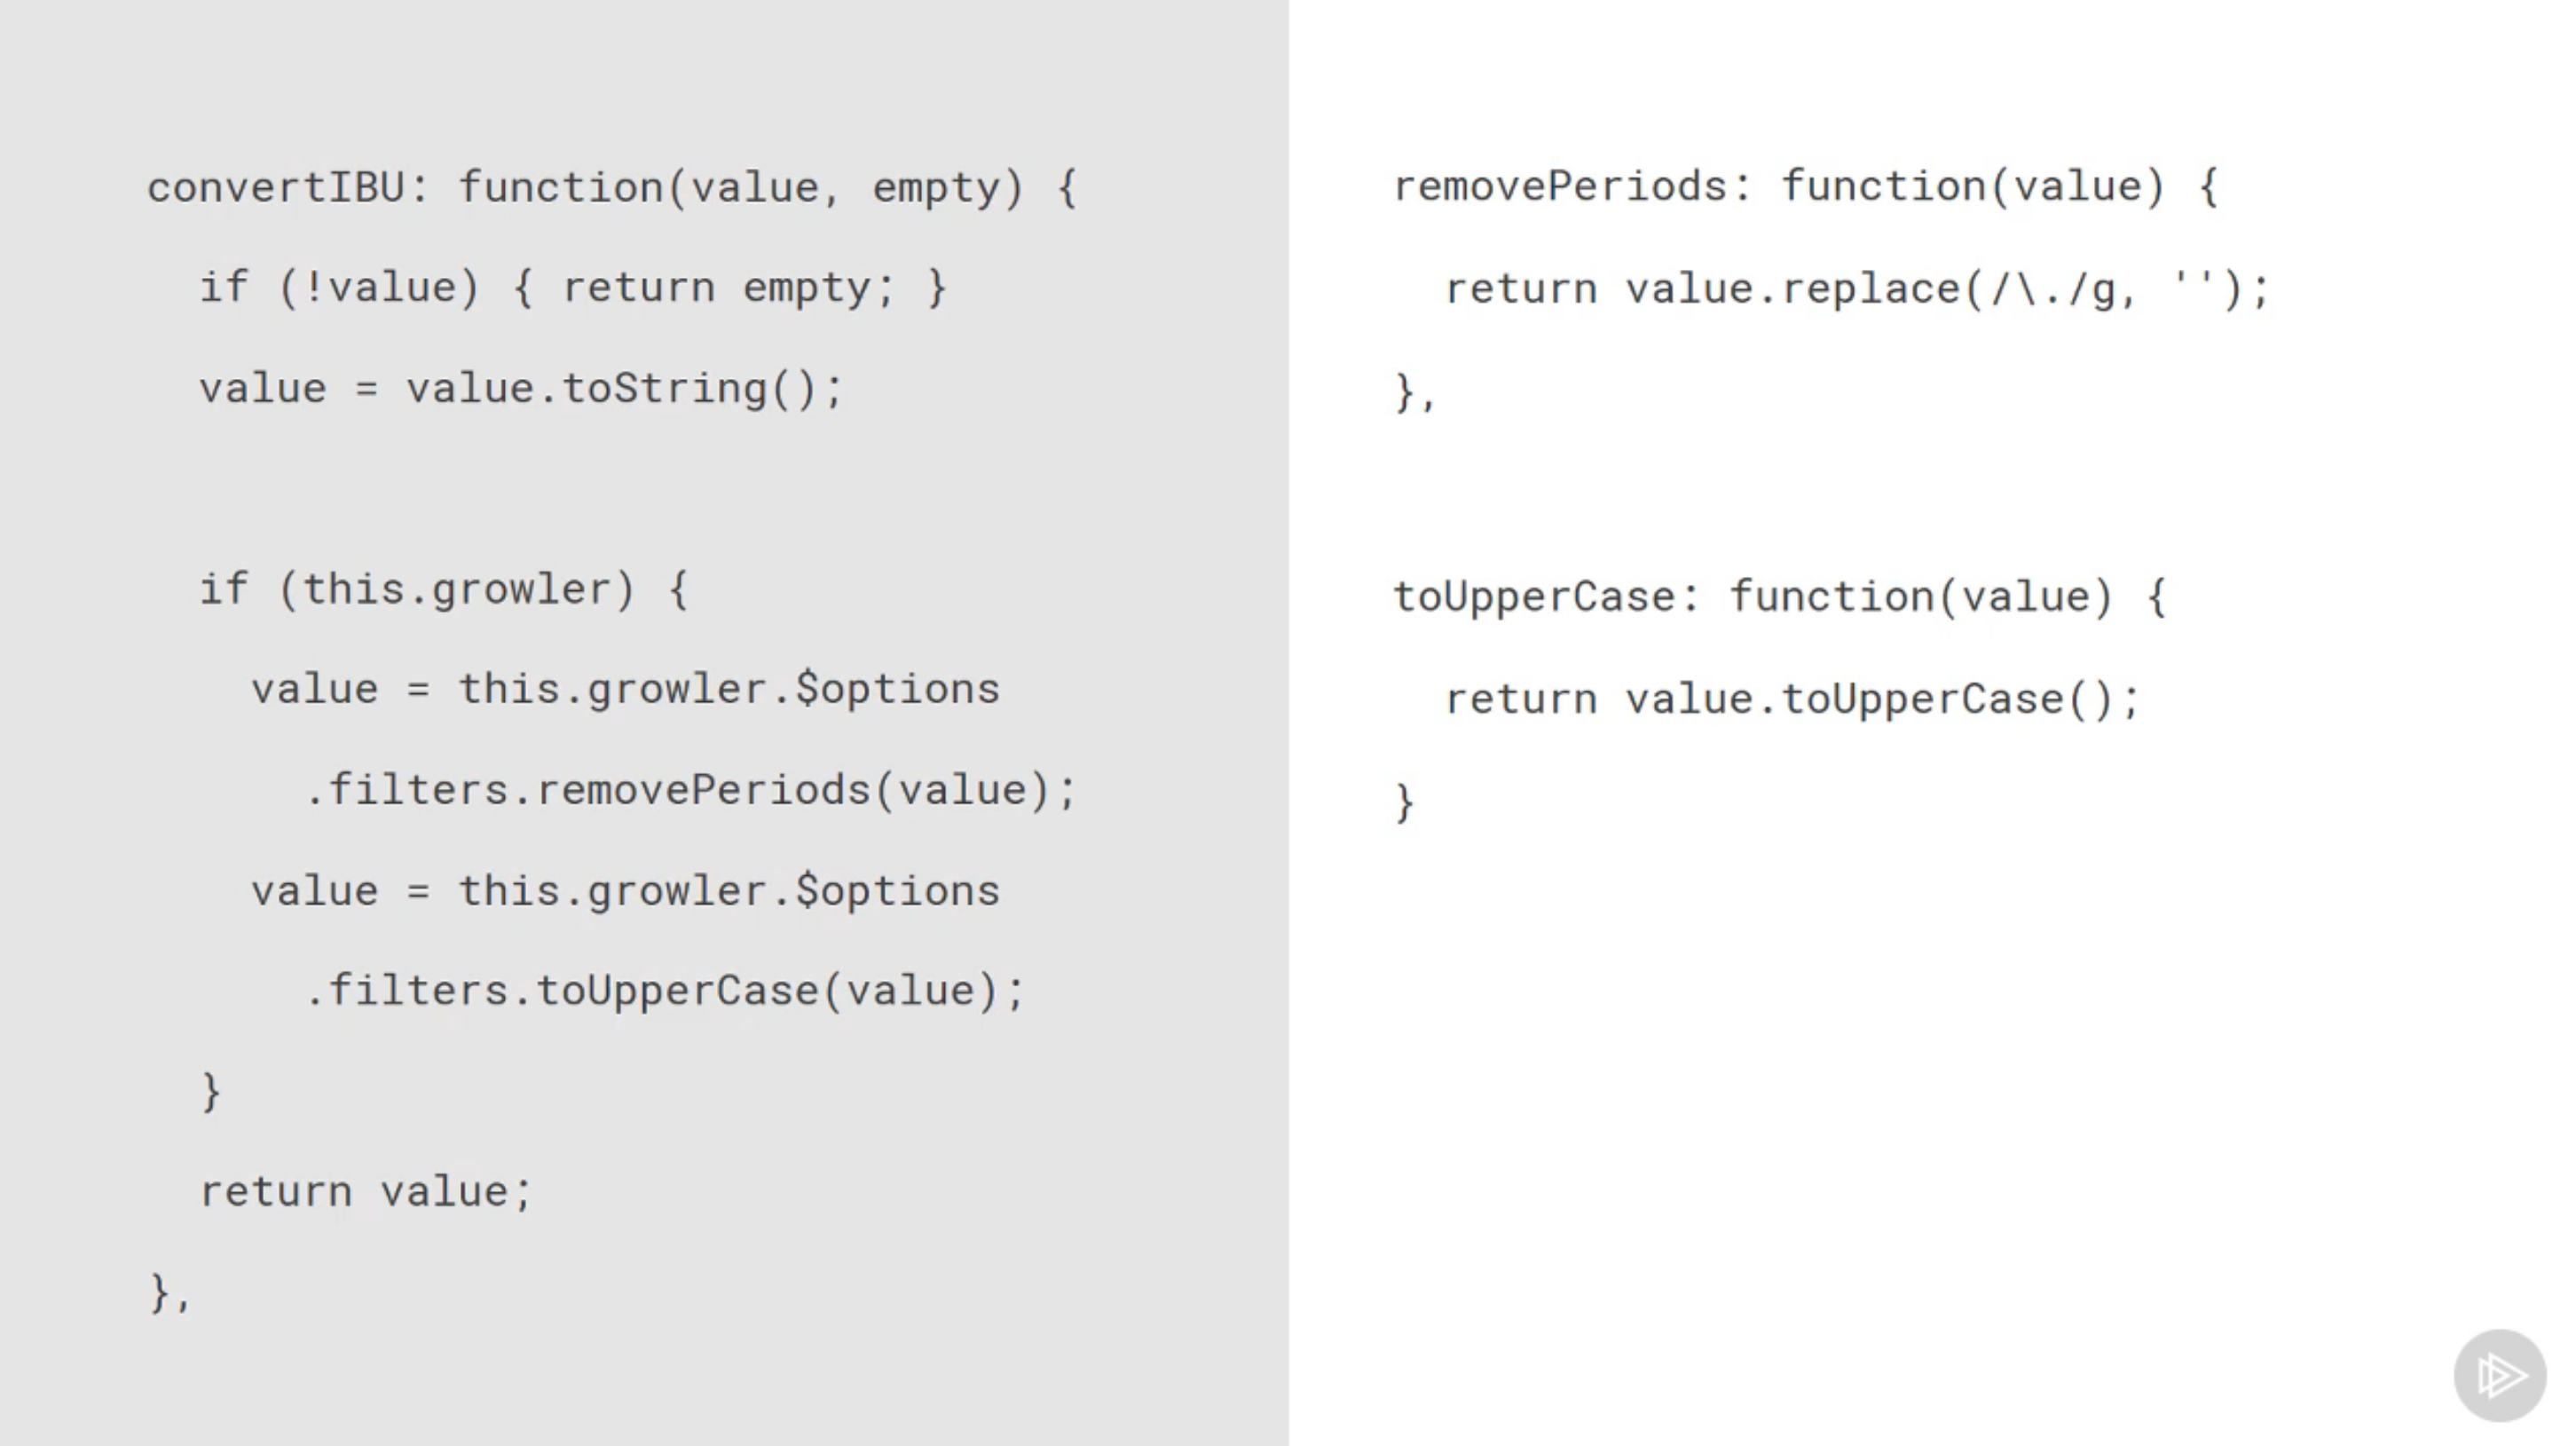 convertIBU: function(value, empty) {
  if (!value) { return empty; }
  value = value.toString();

  if (this.growler) {
    value = this.growler.$options
      .filters.removePeriods(value);
    value = this.growler.$options
      .filters.toUpperCase(value);
  }
  return value;
},
removePeriods: function(value) {
  return value.replace(/\./g, '');
},

toUpperCase: function(value) {
  return value.toUpperCase();
}